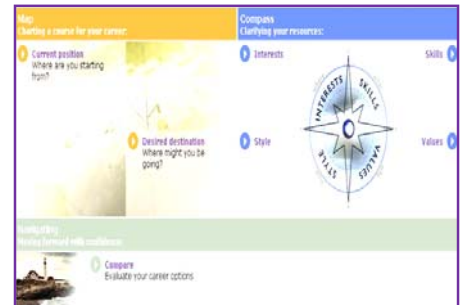 Map
Charting a course for your career:
Current position
Where are you starting
from?
Desired destination
Where might you be
going?
Compass
Clarifying your resources:
Interests
Skills
Style
Values
INTERESTS
SKILLS
STYLE
VALUES
Navigating
Moving forward with confidence:
Compare
Evaluate your career options